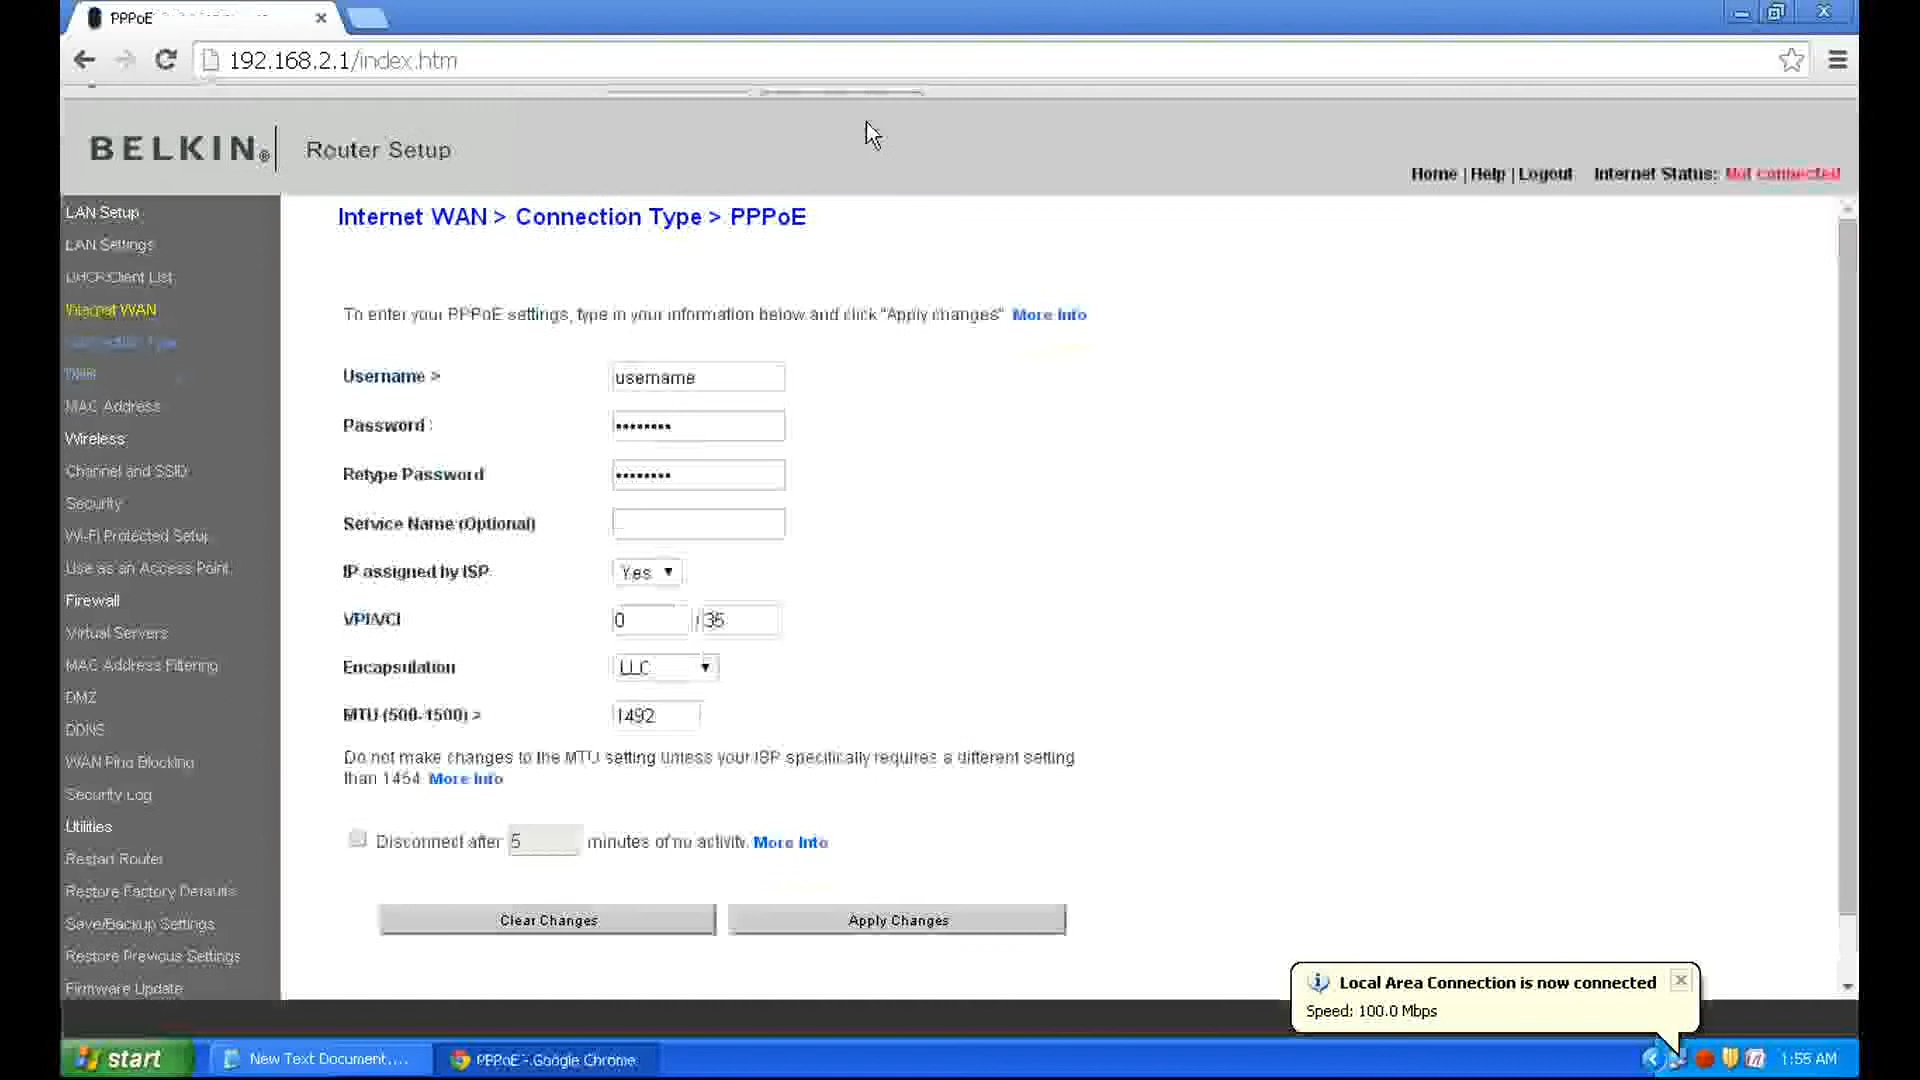 PPPoE
192.168.2.1/index.htm
BELKIN®
Router Setup
Home | Help | Logout Internet Status: Not connected
LAN Setup
LAN Settings
DHCP Client List
Internet WAN
Connection Type
DNS
MAC Address
Wireless
Channel and SSID
Security
Wi-Fi Protected Setup
Use as an Access Point
Firewall
Virtual Servers
MAC Address Filtering
DMZ
DDNS
WAN Ping Blocking
Security Log
Utilities
Restart Router
Restore Factory Defaults
Save/Backup Settings
Restore Previous Settings
Firmware Update
Internet WAN > Connection Type > PPPoE
To enter your PPPoE settings, type in your information below and click "Apply changes" More Info
Username > username
Password : ••••••••
Retype Password ••••••••
Service Name (Optional)
IP assigned by ISP Yes
VPI/VCI 0 / 35
Encapsulation LLC
MTU (500-1500) > 1492
Do not make changes to the MTU setting unless your ISP specifically requires a different setting
than 1454 More Info
Disconnect after 5 minutes of no activity. More Info
Clear Changes Apply Changes
Local Area Connection is now connected
Speed: 100.0 Mbps
start New Text Document.... PPPoE - Google Chrome 1:55 AM